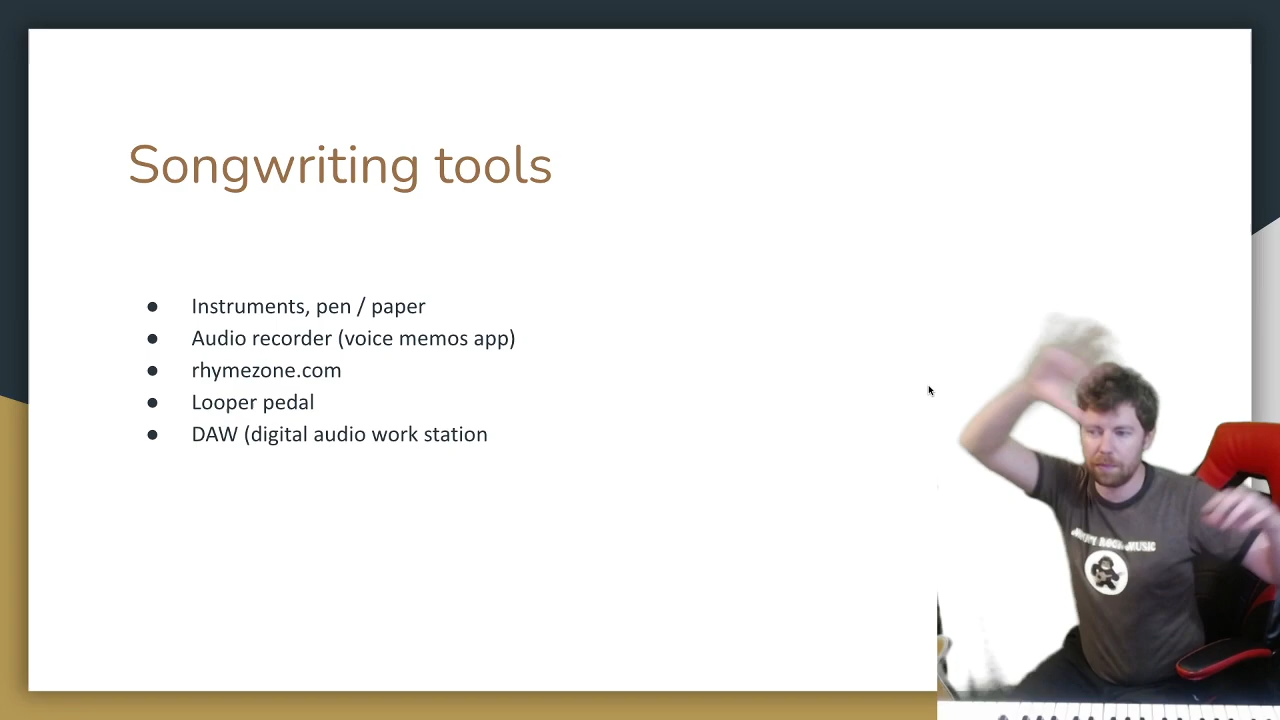 Songwriting tools
● Instruments, pen / paper
● Audio recorder (voice memos app)
● rhymezone.com
● Looper pedal
● DAW (digital audio work station
MUSIC